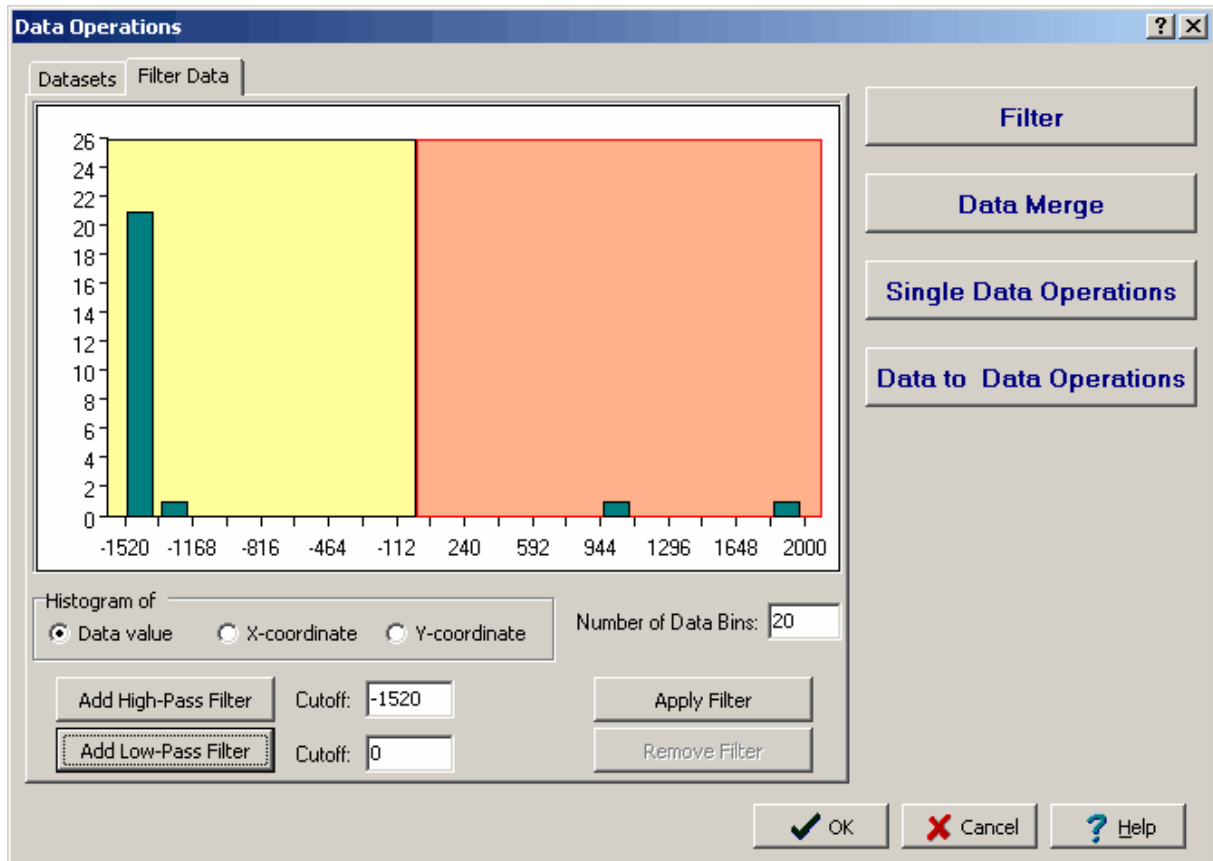 Data Operations
Datasets Filter Data
26
24
22
20
18
16
14
12
10
8
6
4
2
0
-1520 -1168 -816 -464 -112 240 592 944 1296 1648 2000
Histogram of
Data value X-coordinate Y-coordinate
Number of Data Bins: 20
Add High-Pass Filter Cutoff: -1520 Apply Filter
Add Low-Pass Filter Cutoff: 0 Remove Filter
Filter
Data Merge
Single Data Operations
Data to Data Operations
OK Cancel ? Help